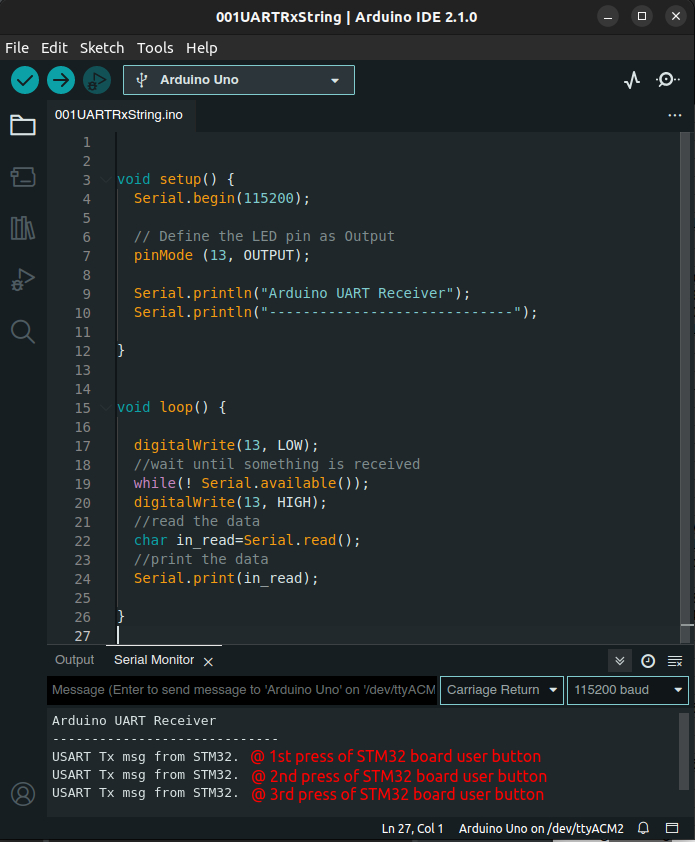 001UARTRxString | Arduino IDE 2.1.0
File Edit Sketch Tools Help
Arduino Uno
001UARTRxString.ino
1
2
3 void setup() {
4 Serial.begin(115200);
5
6 // Define the LED pin as Output
7 pinMode (13, OUTPUT);
8
9 Serial.println("Arduino UART Receiver");
10 Serial.println("-----------------------------");
11
12 }
13
14
15 void loop() {
16
17 digitalWrite(13, LOW);
18 //wait until something is received
19 while(! Serial.available());
20 digitalWrite(13, HIGH);
21 //read the data
22 char in_read=Serial.read();
23 //print the data
24 Serial.print(in_read);
25
26 }
27
Output Serial Monitor
Message (Enter to send message to 'Arduino Uno' on '/dev/ttyACM Carriage Return 115200 baud
Arduino UART Receiver
-----------------------------
USART Tx msg from STM32. @ 1st press of STM32 board user button
USART Tx msg from STM32. @ 2nd press of STM32 board user button
USART Tx msg from STM32. @ 3rd press of STM32 board user button
Ln 27, Col 1 Arduino Uno on /dev/ttyACM2